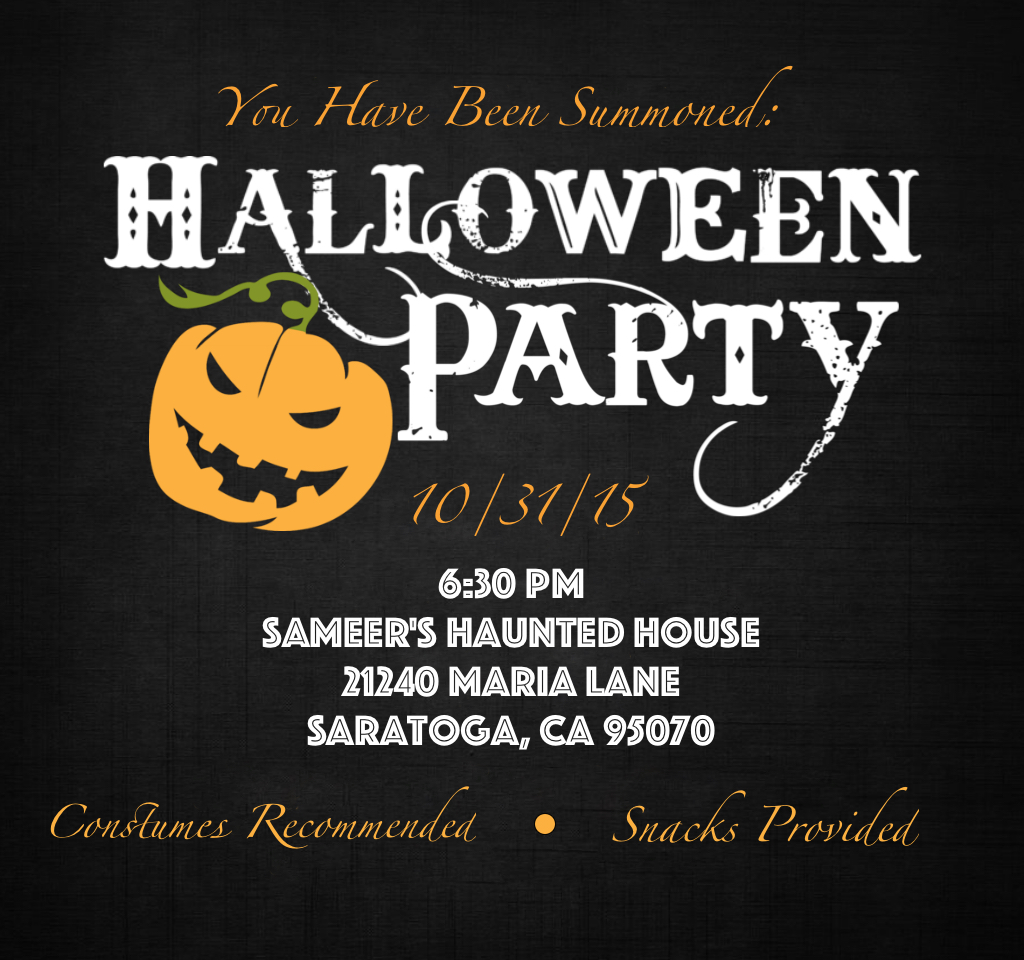 You Have Been Summoned:
HALLOWEEN
PARTY
10/31/15
6:30 PM
SAMEER'S HAUNTED HOUSE
21240 MARIA LANE
SARATOGA, CA 95070
Constumes Recommended • Snacks Provided